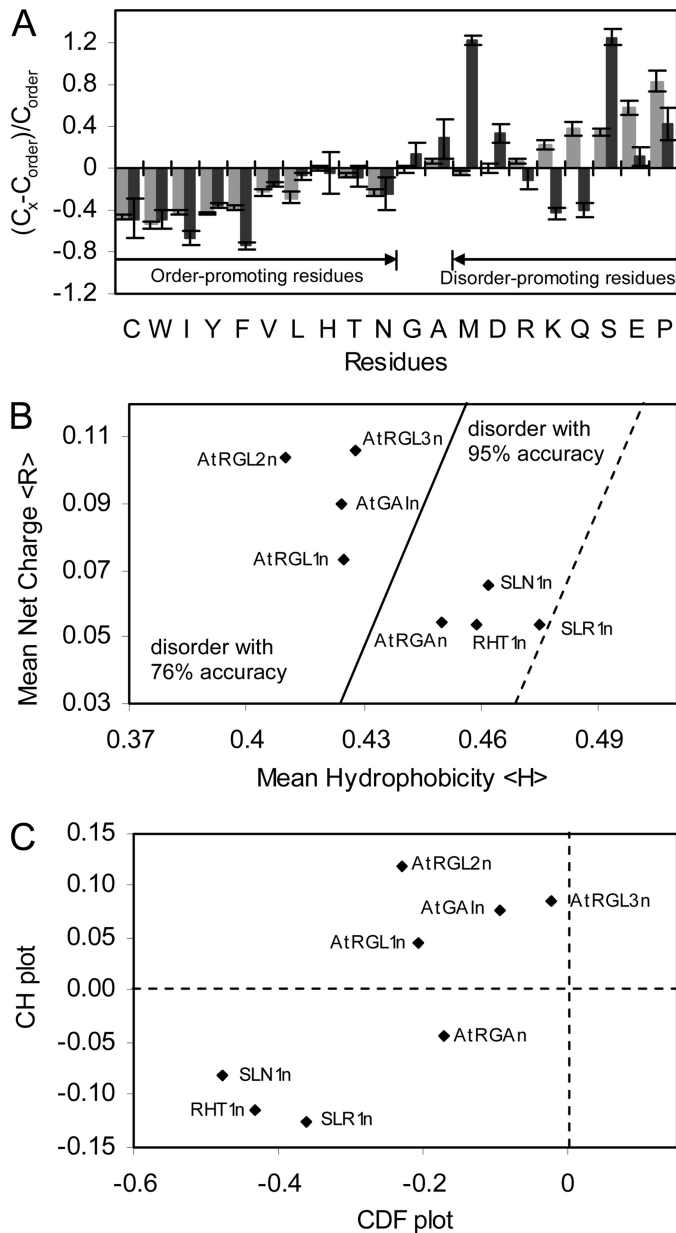 A
(Cx-Corder)/Corder
1.2
0.8
0.4
0
-0.4
-0.8
-1.2
Order-promoting residues
Disorder-promoting residues
C W I Y F V L H T N G A M D R K Q S E P
Residues
B
Mean Net Charge <R>
0.11
0.09
0.07
0.05
0.03
AtRGL2n
AtRGL3n
AtGAIn
AtRGL1n
disorder with
95% accuracy
SLN1n
AtRGAn
RHT1n
SLR1n
disorder with
76% accuracy
0.37 0.4 0.43 0.46 0.49
Mean Hydrophobicity <H>
C
CH plot
0.15
0.10
0.05
0.00
-0.05
-0.10
-0.15
AtRGL2n
AtGAIn
AtRGL3n
AtRGL1n
AtRGAn
SLN1n
RHT1n
SLR1n
-0.6 -0.4 -0.2 0
CDF plot